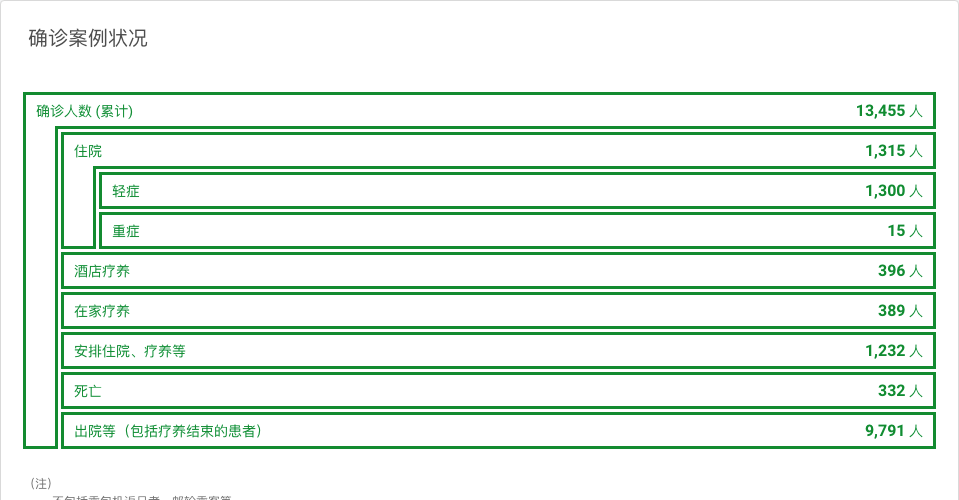 确诊案例状况
确诊人数 (累计) 13,455 人
住院 1,315 人
轻症 1,300 人
重症 15 人
酒店疗养 396 人
在家疗养 389 人
安排住院、疗养等 1,232 人
死亡 332 人
出院等（包括疗养结束的患者） 9,791 人
(注)